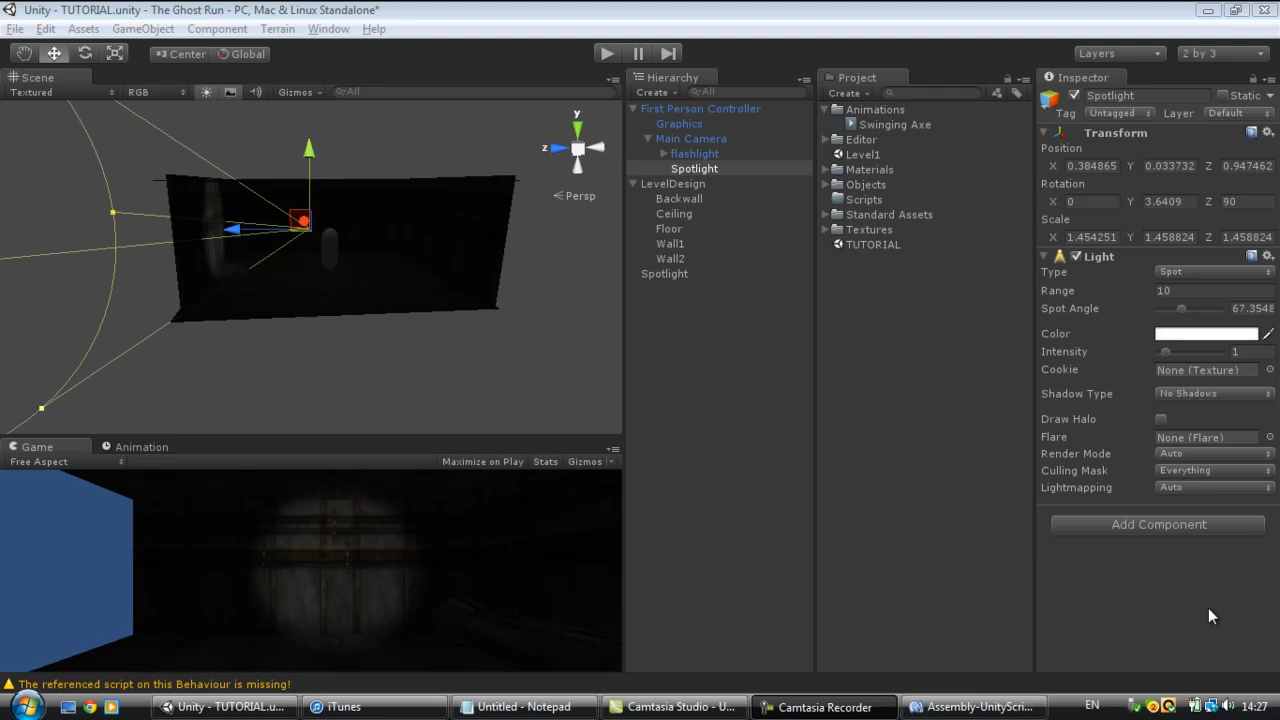 Unity - TUTORIAL.unity - The Ghost Run - PC, Mac & Linux Standalone*
File Edit Assets GameObject Component Terrain Window Help
Center Global Layers 2 by 3
Scene
Textured RGB Gizmos All
y
z
Persp
Hierarchy
Create All
First Person Controller
Graphics
Main Camera
flashlight
Spotlight
LevelDesign
Backwall
Ceiling
Floor
Wall1
Wall2
Spotlight
Project
Create
Animations
Swinging Axe
Editor
Level1
Materials
Objects
Scripts
Standard Assets
Textures
TUTORIAL
Inspector
Spotlight Static
Tag Untagged Layer Default
Transform
Position
X 0.384865 Y 0.033732 Z 0.947462
Rotation
X 0 Y 3.6409 Z 90
Scale
X 1.454251 Y 1.458824 Z 1.458824
Light
Type Spot
Range 10
Spot Angle 67.3548
Color
Intensity 1
Cookie None (Texture)
Shadow Type No Shadows
Draw Halo
Flare None (Flare)
Render Mode Auto
Culling Mask Everything
Lightmapping Auto
Add Component
Game Animation
Free Aspect Maximize on Play Stats Gizmos
The referenced script on this Behaviour is missing!
Unity - TUTORIAL.u... iTunes Untitled - Notepad Camtasia Studio - U... Camtasia Recorder Assembly-UnityScri... EN 14:27